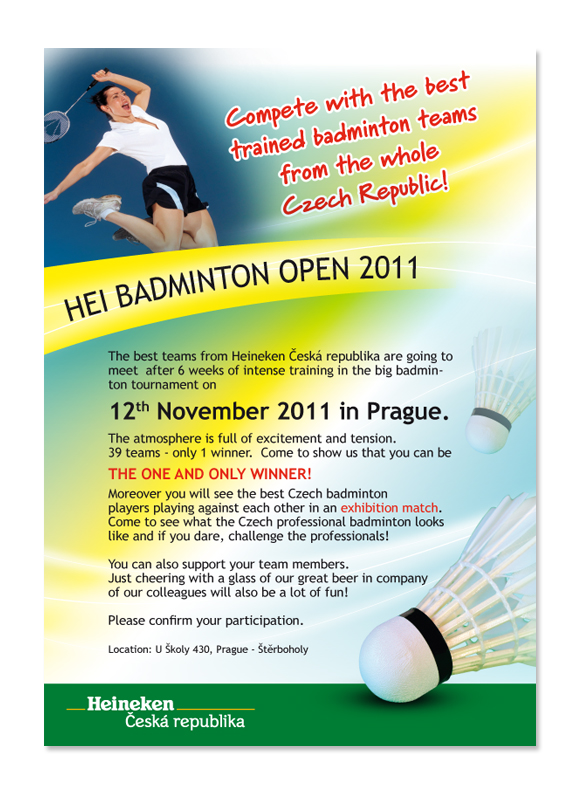 Compete with the best
trained badminton teams
from the whole
Czech Republic!
HEI BADMINTON OPEN 2011
The best teams from Heineken Česká republika are going to
meet after 6 weeks of intense training in the big badmin-
ton tournament on
12th November 2011 in Prague.
The atmosphere is full of excitement and tension.
39 teams - only 1 winner. Come to show us that you can be
THE ONE AND ONLY WINNER!
Moreover you will see the best Czech badminton
players playing against each other in an exhibition match.
Come to see what the Czech professional badminton looks
like and if you dare, challenge the professionals!
You can also support your team members.
Just cheering with a glass of our great beer in company
of our colleagues will also be a lot of fun!
Please confirm your participation.
Location: U Školy 430, Prague - Štěrboholy
Heineken
Česká republika